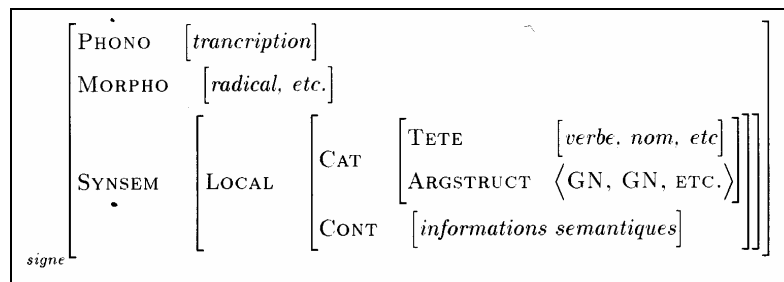 PHONO [trancription]
MORPHO [radical, etc.]
TETE [verbe, nom, etc]
CAT
SYNSEM LOCAL
ARGSTRUCT ⟨GN, GN, ETC.⟩
CONT [informations semantiques]
signe